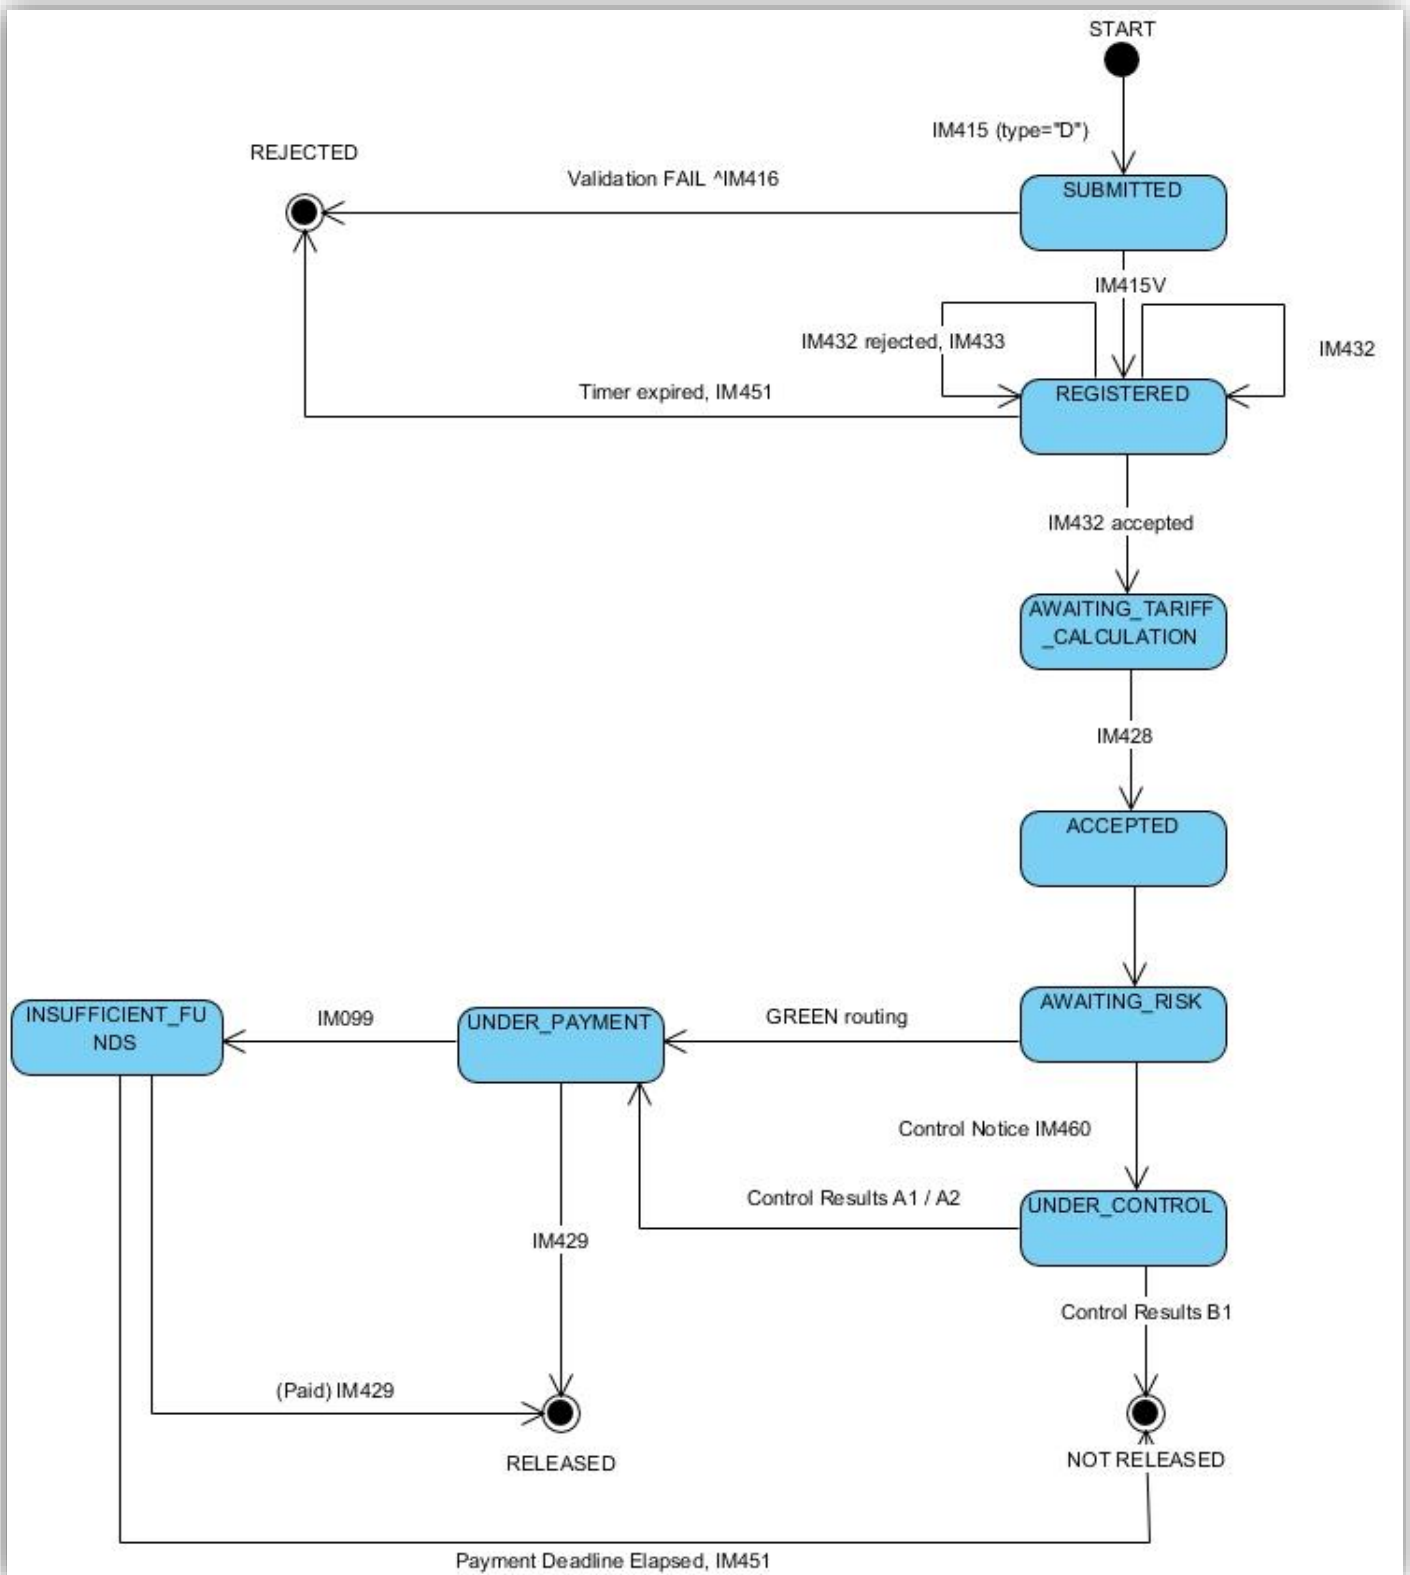 START
IM415 (type="D")
REJECTED
Validation FAIL ^IM416
SUBMITTED
IM415V
IM432 rejected, IM433
IM432
Timer expired, IM451
REGISTERED
IM432 accepted
AWAITING_TARIFF
_CALCULATION
IM428
ACCEPTED
INSUFFICIENT_FU
NDS
IM099
UNDER_PAYMENT
GREEN routing
AWAITING_RISK
Control Notice IM460
Control Results A1 / A2
UNDER_CONTROL
IM429
Control Results B1
(Paid) IM429
RELEASED
NOT RELEASED
Payment Deadline Elapsed, IM451